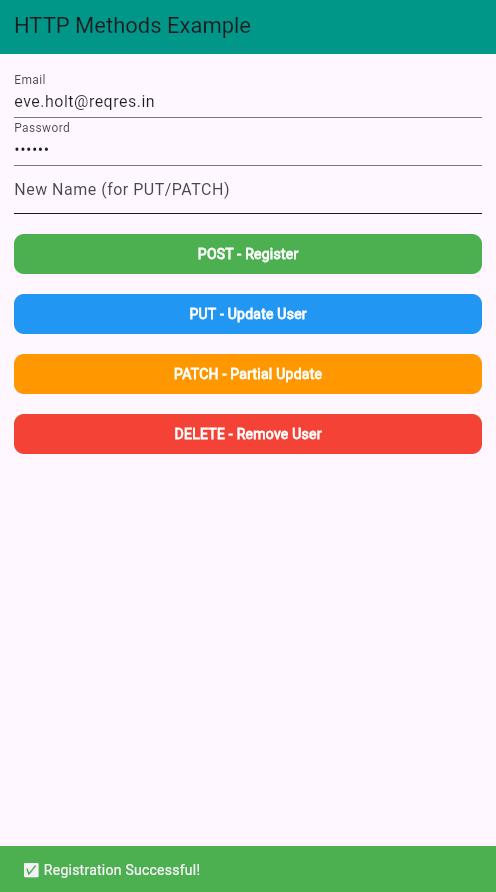 HTTP Methods Example
Email
eve.holt@reqres.in
Password
••••••
New Name (for PUT/PATCH)
POST - Register
PUT - Update User
PATCH - Partial Update
DELETE - Remove User
✅ Registration Successful!